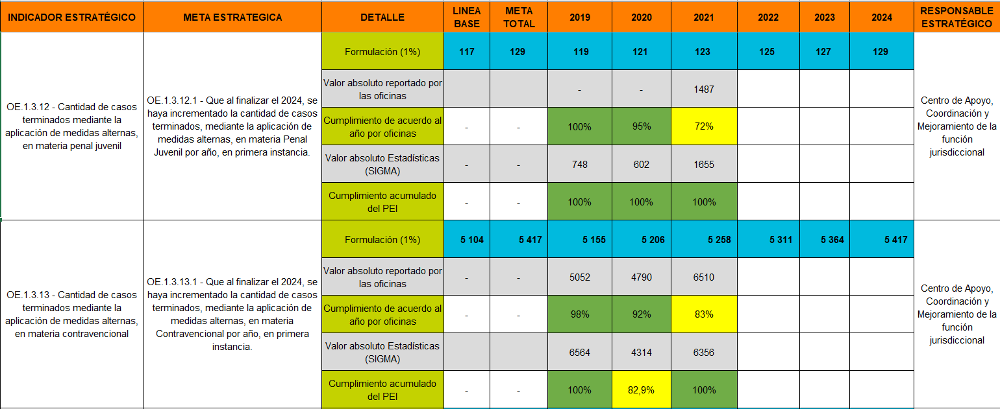 INDICADOR ESTRATÉGICO
META ESTRATEGICA
DETALLE
LINEA
BASE
META
TOTAL
2019
2020
2021
2022
2023
2024
RESPONSABLE
ESTRATÉGICO
OE.1.3.12 - Cantidad de casos
terminados mediante la
aplicación de medidas alternas,
en materia penal juvenil
OE.1.3.12.1 - Que al finalizar el 2024, se
haya incrementado la cantidad de casos
terminados, mediante la aplicación de
medidas alternas, en materia Penal
Juvenil por año, en primera instancia.
Formulación (1%)
117
129
119
121
123
125
127
129
Valor absoluto reportado por
las oficinas
-
-
1487
Cumplimiento de acuerdo al
año por oficinas
-
-
100%
95%
72%
Valor absoluto Estadísticas
(SIGMA)
-
-
748
602
1655
Cumplimiento acumulado
del PEI
-
-
100%
100%
100%
Centro de Apoyo,
Coordinación y
Mejoramiento de la
función
jurisdiccional
OE.1.3.13 - Cantidad de casos
terminados mediante la
aplicación de medidas alternas,
en materia contravencional
OE.1.3.13.1 - Que al finalizar el 2024, se
haya incrementado la cantidad de casos
terminados, mediante la aplicación de
medidas alternas, en materia
Contravencional por año, en primera
instancia.
Formulación (1%)
5 104
5 417
5 155
5 206
5 258
5 311
5 364
5 417
Valor absoluto reportado por
las oficinas
-
-
5052
4790
6510
Cumplimiento de acuerdo al
año por oficinas
-
-
98%
92%
83%
Valor absoluto Estadísticas
(SIGMA)
6564
4314
6356
Cumplimiento acumulado
del PEI
-
-
100%
82,9%
100%
Centro de Apoyo,
Coordinación y
Mejoramiento de la
función
jurisdiccional